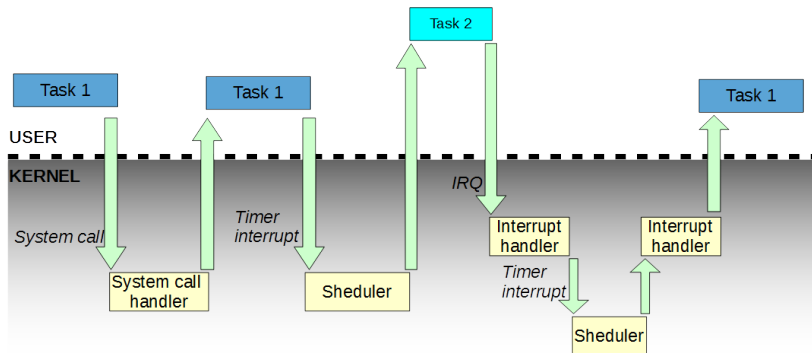 Task 2
Task 1
Task 1
Task 1
USER
KERNEL
IRQ
System call
Timer
interrupt
Interrupt
handler
Interrupt
handler
System call
handler
Sheduler
Timer
interrupt
Sheduler